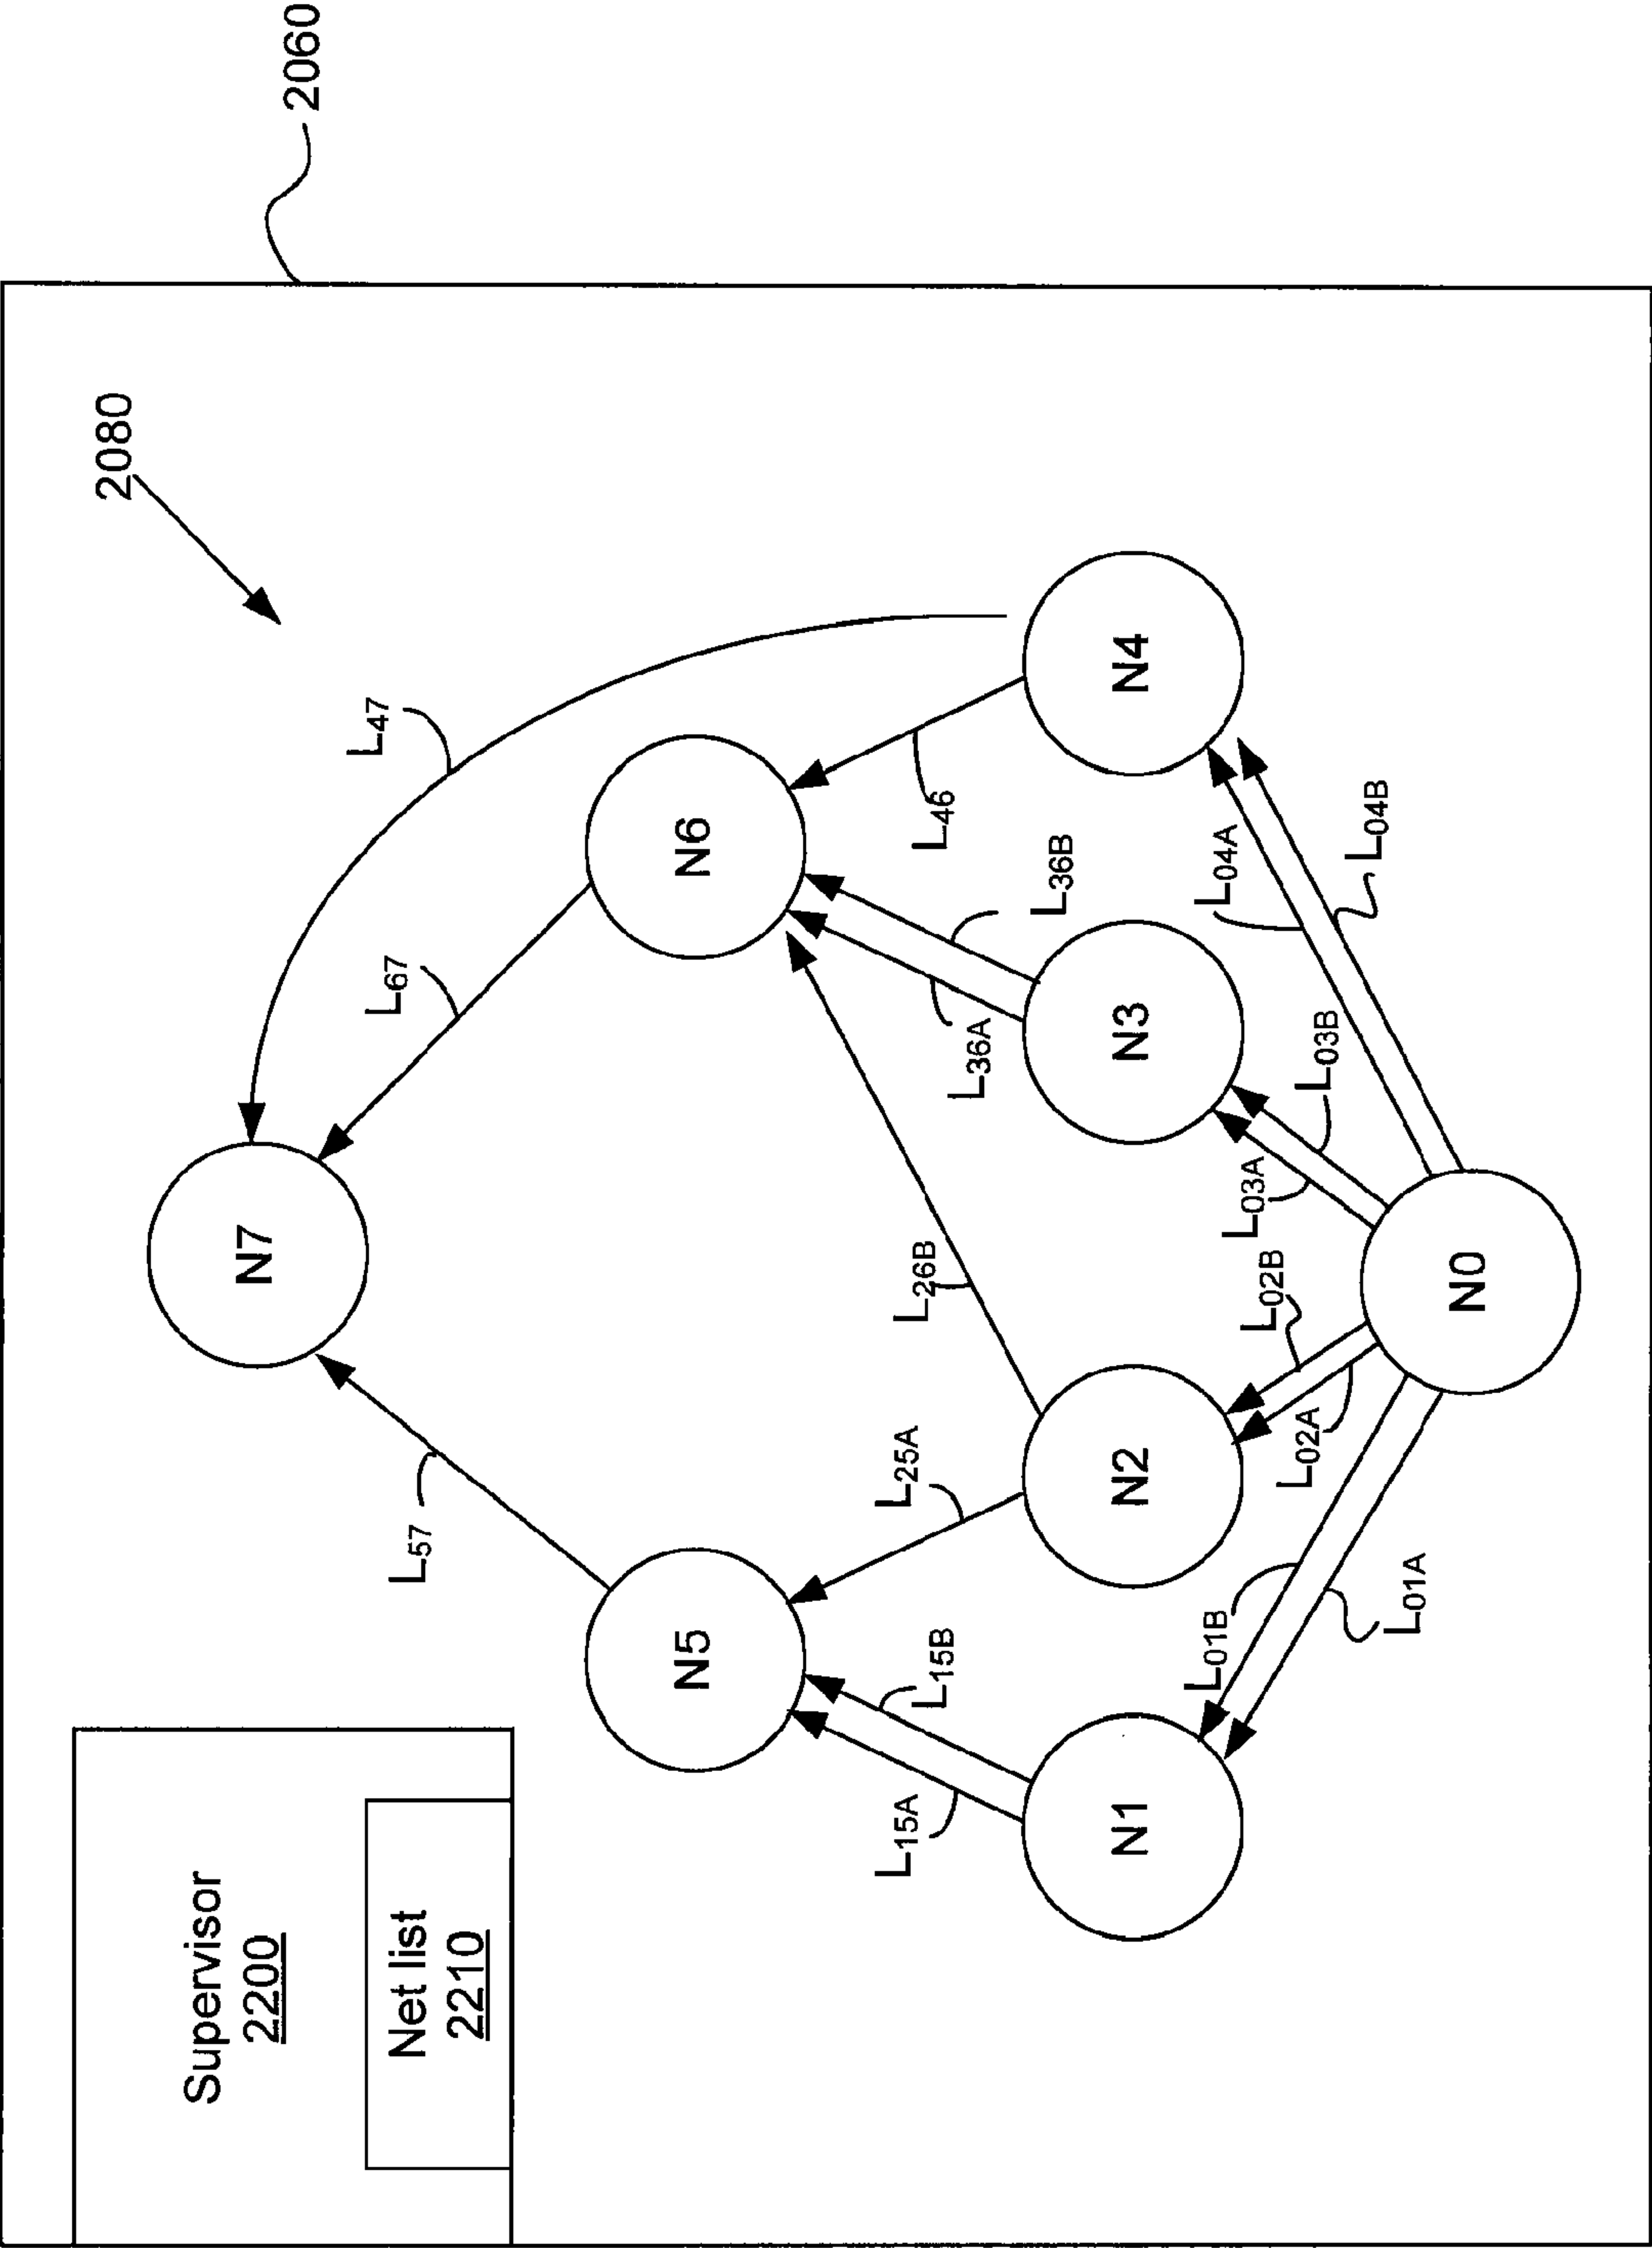 Supervisor
2200
Net list
2210
2080
2060
N7
L57
L67
L47
N5
N6
L15A
L15B
L25A
L26B
L36A
L36B
L46
N1
N2
N3
N4
L01B
L01A
L02A
L02B
L03A
L03B
L04A
L04B
N0